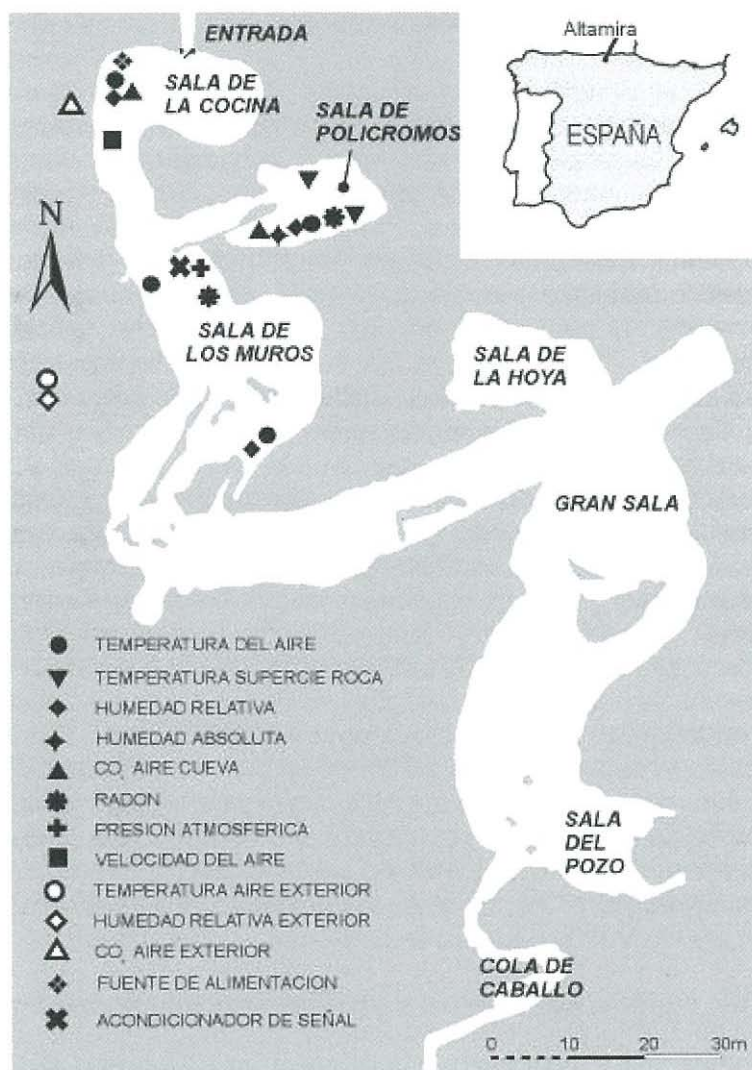 ENTRADA
SALA DE
LA COCINA
SALA DE
POLICROMOS
Altamira
ESPAÑA
N
SALA DE
LOS MUROS
SALA DE
LA HOYA
GRAN SALA
TEMPERATURA DEL AIRE
TEMPERATURA SUPERCIE ROCA
HUMEDAD RELATIVA
HUMEDAD ABSOLUTA
CO, AIRE CUEVA
RADON
PRESION ATMOSFERICA
VELOCIDAD DEL AIRE
TEMPERATURA AIRE EXTERIOR
HUMEDAD RELATIVA EXTERIOR
CO, AIRE EXTERIOR
FUENTE DE ALIMENTACION
ACONDICIONADOR DE SEÑAL
SALA
DEL
POZO
COLA DE
CABALLO
0 10 20 30m